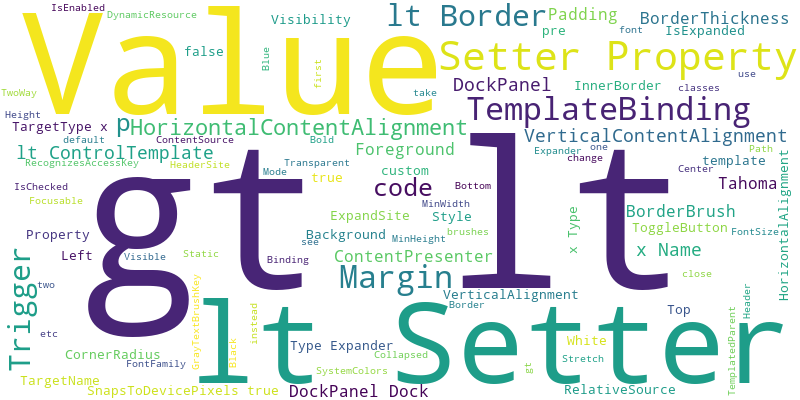 IsEnabled
DynamicResource
Value
Visibility
lt Border
Padding
BorderThickness
pre
font
IsExpanded
false
Blue
Setter Property
first
TwoWay
take
DockPanel
InnerBorder
classes
use
Height
TargetType x
p
HorizontalContentAlignment
TemplateBinding
default
ContentSource
Bold
VerticalContentAlignment
lt ControlTemplate
Foreground
Expander
one
Path
RecognizesAccessKey
HeaderSite
Transparent
change
template
Mode
custom
Center
IsChecked
gt lt
true
code
Bottom
Tahoma
Focusable
MinWidth
ExpandSite
Style
BorderBrush
HorizontalAlignment
Property
Background
MinHeight
brushes
x Type
ToggleButton
FontSize
see
Left
Visible
Static
Binding
ContentPresenter
x Name
Trigger
two
Margin
close
GrayTextBrushKey
VerticalAlignment
Header
lt Setter
Border
Top
etc
Black
instead
Type Expander
White
TemplatedParent
CornerRadius
FontFamily
Collapsed
Stretch
gt
SystemColors
TargetName
SnapsToDevicePixels true
DockPanel Dock
RelativeSource